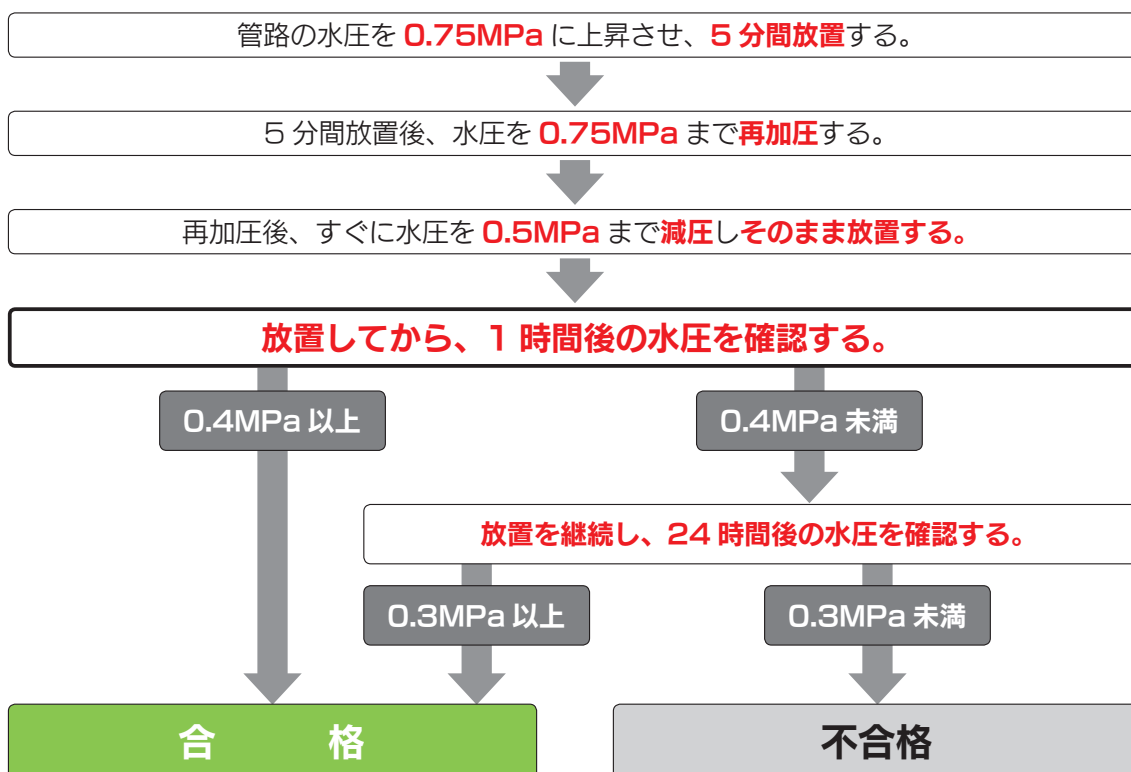 管路の水圧を 0.75MPa に上昇させ、5 分間放置する。
5 分間放置後、水圧を 0.75MPa まで再加圧する。
再加圧後、すぐに水圧を 0.5MPa まで減圧しそのまま放置する。
放置してから、1 時間後の水圧を確認する。
0.4MPa 以上
0.4MPa 未満
放置を継続し、24 時間後の水圧を確認する。
0.3MPa 以上
0.3MPa 未満
合　格
不合格